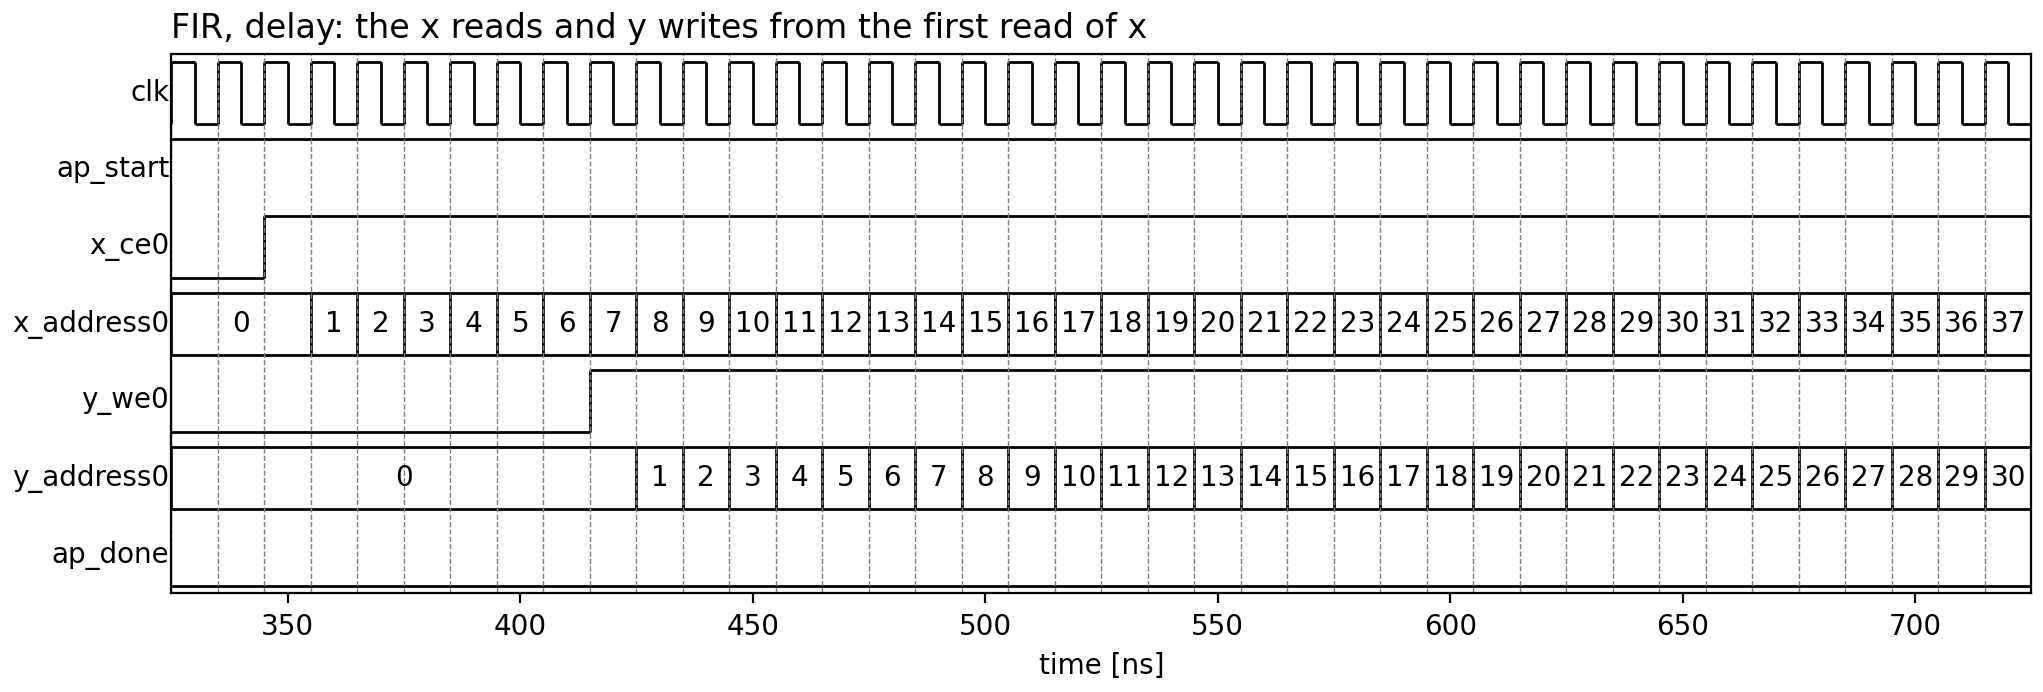 FIR, delay: the x reads and y writes from the first read of x
clk
ap_start
x_ce0
x_address0 0 1 2 3 4 5 6 7 8 9 10 11 12 13 14 15 16 17 18 19 20 21 22 23 24 25 26 27 28 29 30 31 32 33 34 35 36 37
y_we0
y_address0 0 1 2 3 4 5 6 7 8 9 10 11 12 13 14 15 16 17 18 19 20 21 22 23 24 25 26 27 28 29 30
ap_done
350 400 450 500 550 600 650 700
time [ns]